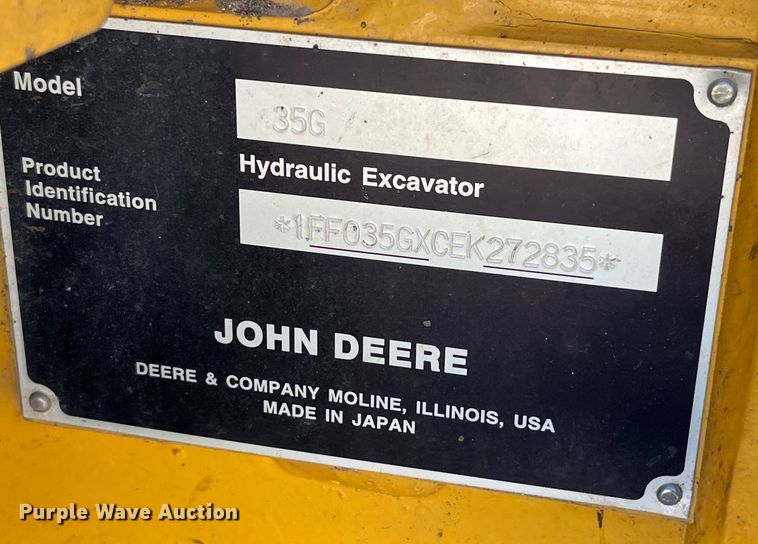 Model
35G
Hydraulic Excavator
Product
Identification
Number
*1FF035GXCEK272835*
JOHN DEERE
DEERE & COMPANY MOLINE, ILLINOIS, USA
MADE IN JAPAN
Purple Wave Auction